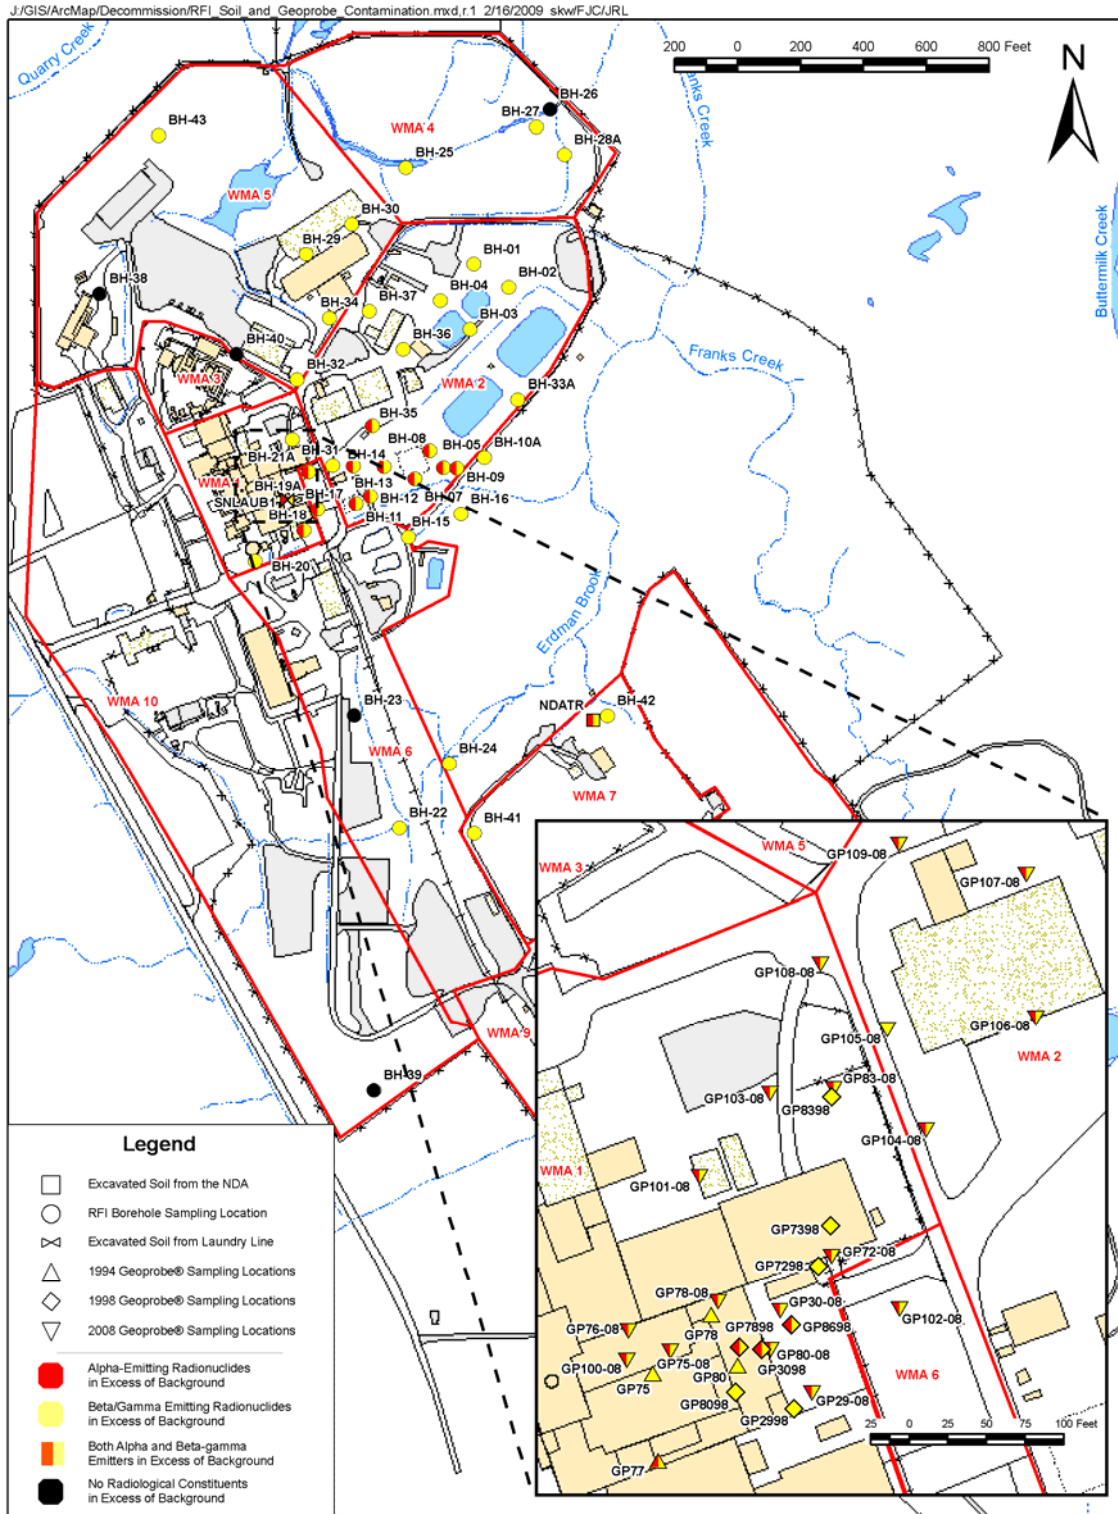 J:/GIS/ArcMap/Decommission/RFI_Soil_and_Geoprobe_Contamination.mxd,r.1 2/16/2009 skw/FJC/JRL
200 0 200 400 600 800 Feet
N
Quarry Creek
Franks Creek
BH-26
BH-27
BH-43
WMA 4
BH-28A
BH-25
WMA 5
BH-30
BH-29
BH-01
BH-02
BH-38
BH-04
BH-37
BH-34
BH-03
Buttermilk Creek
BH-40
BH-36
Franks Creek
BH-32
WMA 3
WMA 2
BH-33A
BH-35
BH-08
BH-05
BH-10A
BH-31
BH-21A
BH-14
BH-09
WMA 1
BH-19A
BH-13
SNLAUB1
BH-17
BH-12
BH-07
BH-16
BH-18
BH-11
BH-15
BH-20
Erdman Brook
WMA 10
BH-23
NDATR
BH-42
WMA 6
BH-24
WMA 7
BH-22
BH-41
WMA 9
BH-39
WMA 5
GP109-08
WMA 3
GP107-08
GP108-08
GP106-08
GP105-08
WMA 2
GP83-08
GP103-08
GP8398
GP104-08
WMA 1
GP101-08
GP7398
GP72-08
GP7298
GP78-08
GP30-08
GP102-08
GP76-08
GP78
GP7898
GP8698
GP100-08
GP75-08
GP80-08
GP80
GP3098
GP75
WMA 6
GP8098
GP29-08
GP2998
GP77
25 0 25 50 75 100 Feet
Legend
Excavated Soil from the NDA
RFI Borehole Sampling Location
Excavated Soil from Laundry Line
1994 Geoprobe® Sampling Locations
1998 Geoprobe® Sampling Locations
2008 Geoprobe® Sampling Locations
Alpha-Emitting Radionuclides
in Excess of Background
Beta/Gamma Emitting Radionuclides
in Excess of Background
Both Alpha and Beta-gamma
Emitters in Excess of Background
No Radiological Constituents
in Excess of Background